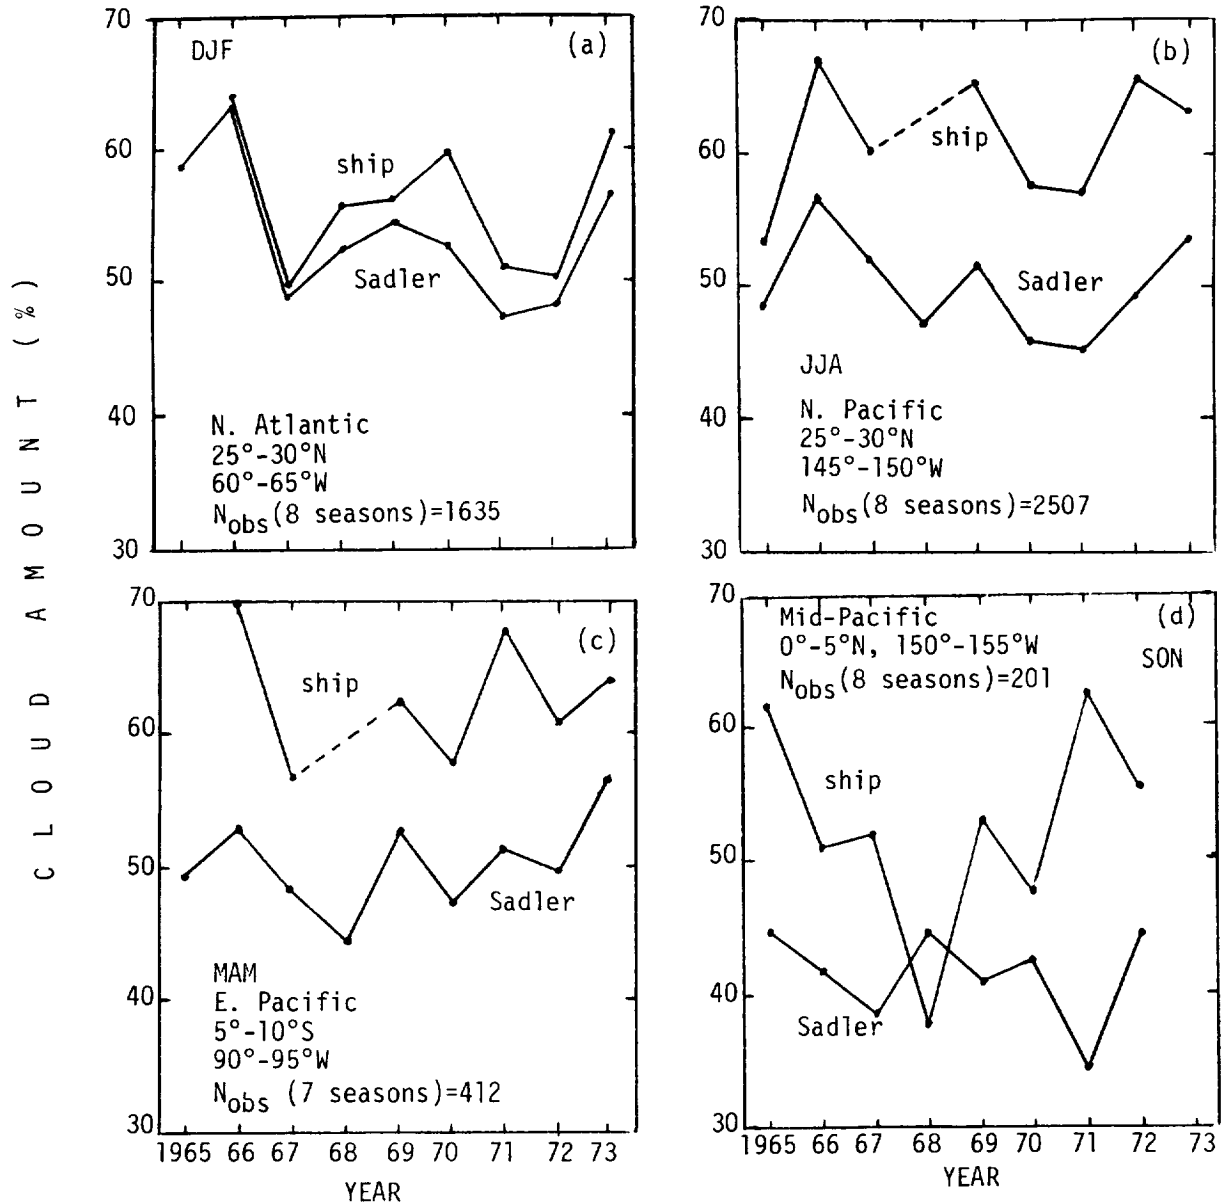 CLOUD AMOUNT (%)
70
60
50
40
30
DJF
(a)
ship
Sadler
N. Atlantic
25°-30°N
60°-65°W
Nobs(8 seasons)=1635
70
60
50
40
30
(b)
ship
Sadler
JJA
N. Pacific
25°-30°N
145°-150°W
Nobs(8 seasons)=2507
70
60
50
40
30
(c)
ship
Sadler
MAM
E. Pacific
5°-10°S
90°-95°W
Nobs (7 seasons)=412
1965 66 67 68 69 70 71 72 73
YEAR
70
60
50
40
30
Mid-Pacific
(d)
0°-5°N, 150°-155°W
SON
Nobs(8 seasons)=201
ship
Sadler
1965 66 67 68 69 70 71 72 73
YEAR